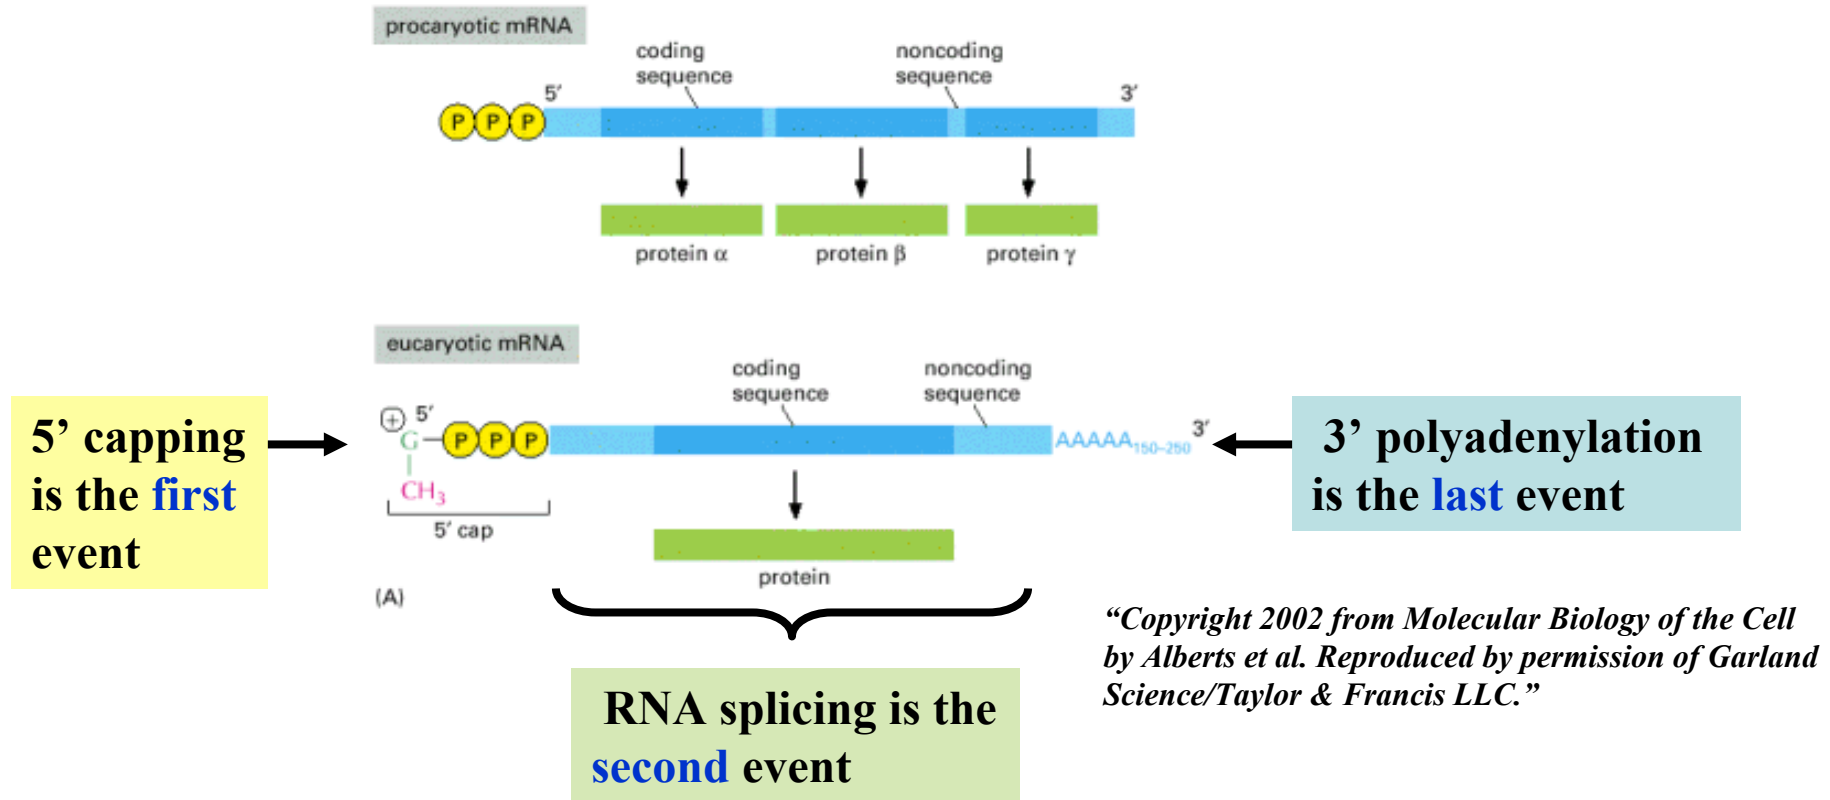 procaryotic mRNA
coding
sequence
noncoding
sequence
5′
3′
P P P
protein α
protein β
protein γ
eucaryotic mRNA
coding
sequence
noncoding
sequence
5’ capping
is the first
event
+
5′
G
P P P
CH3
5′ cap
AAAAA150–250
3′
3’ polyadenylation
is the last event
protein
(A)
“Copyright 2002 from Molecular Biology of the Cell
by Alberts et al. Reproduced by permission of Garland
Science/Taylor & Francis LLC.”
RNA splicing is the
second event